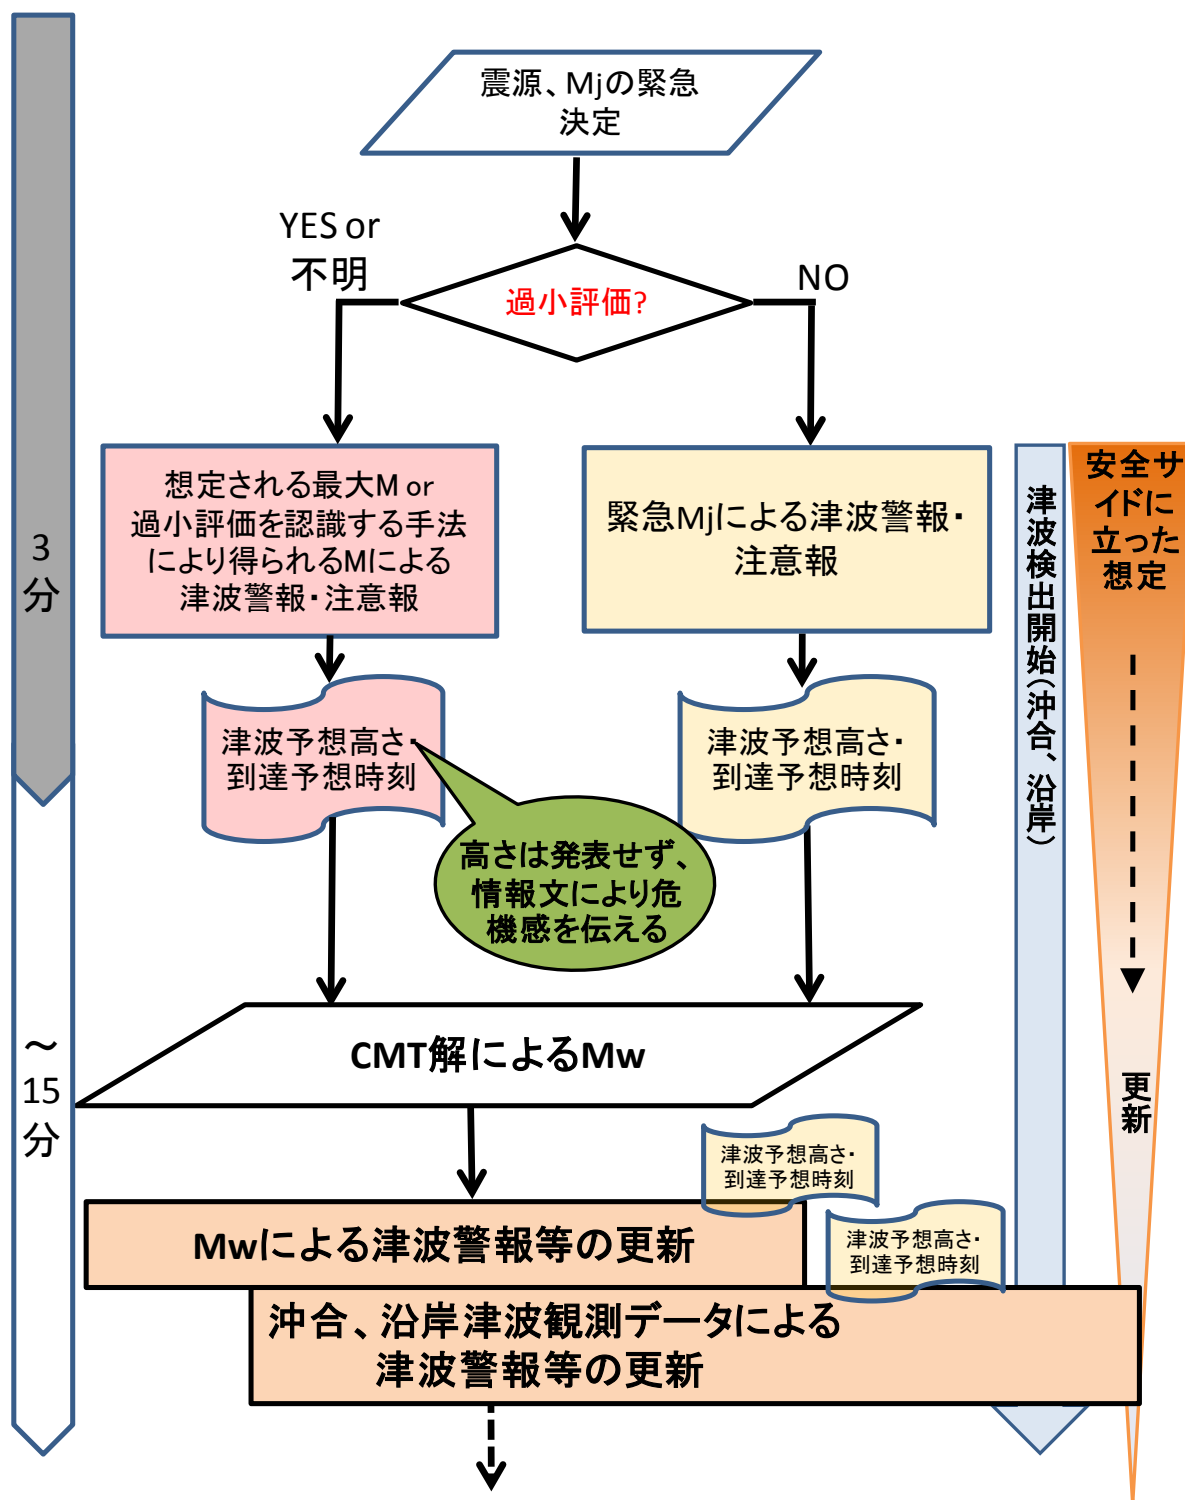 震源、Mjの緊急
決定
YES or
不明
NO
過小評価?
想定される最大M or
過小評価を認識する手法
により得られるMによる
津波警報・注意報
緊急Mjによる津波警報・
注意報
3
分
津波検出開始(沖合、沿岸)
安全サ
イドに
立った
想定
津波予想高さ・
到達予想時刻
津波予想高さ・
到達予想時刻
高さは発表せず、
情報文により危
機感を伝える
~
15
分
CMT解によるMw
更
新
津波予想高さ・
到達予想時刻
Mwによる津波警報等の更新
津波予想高さ・
到達予想時刻
沖合、沿岸津波観測データによる
津波警報等の更新